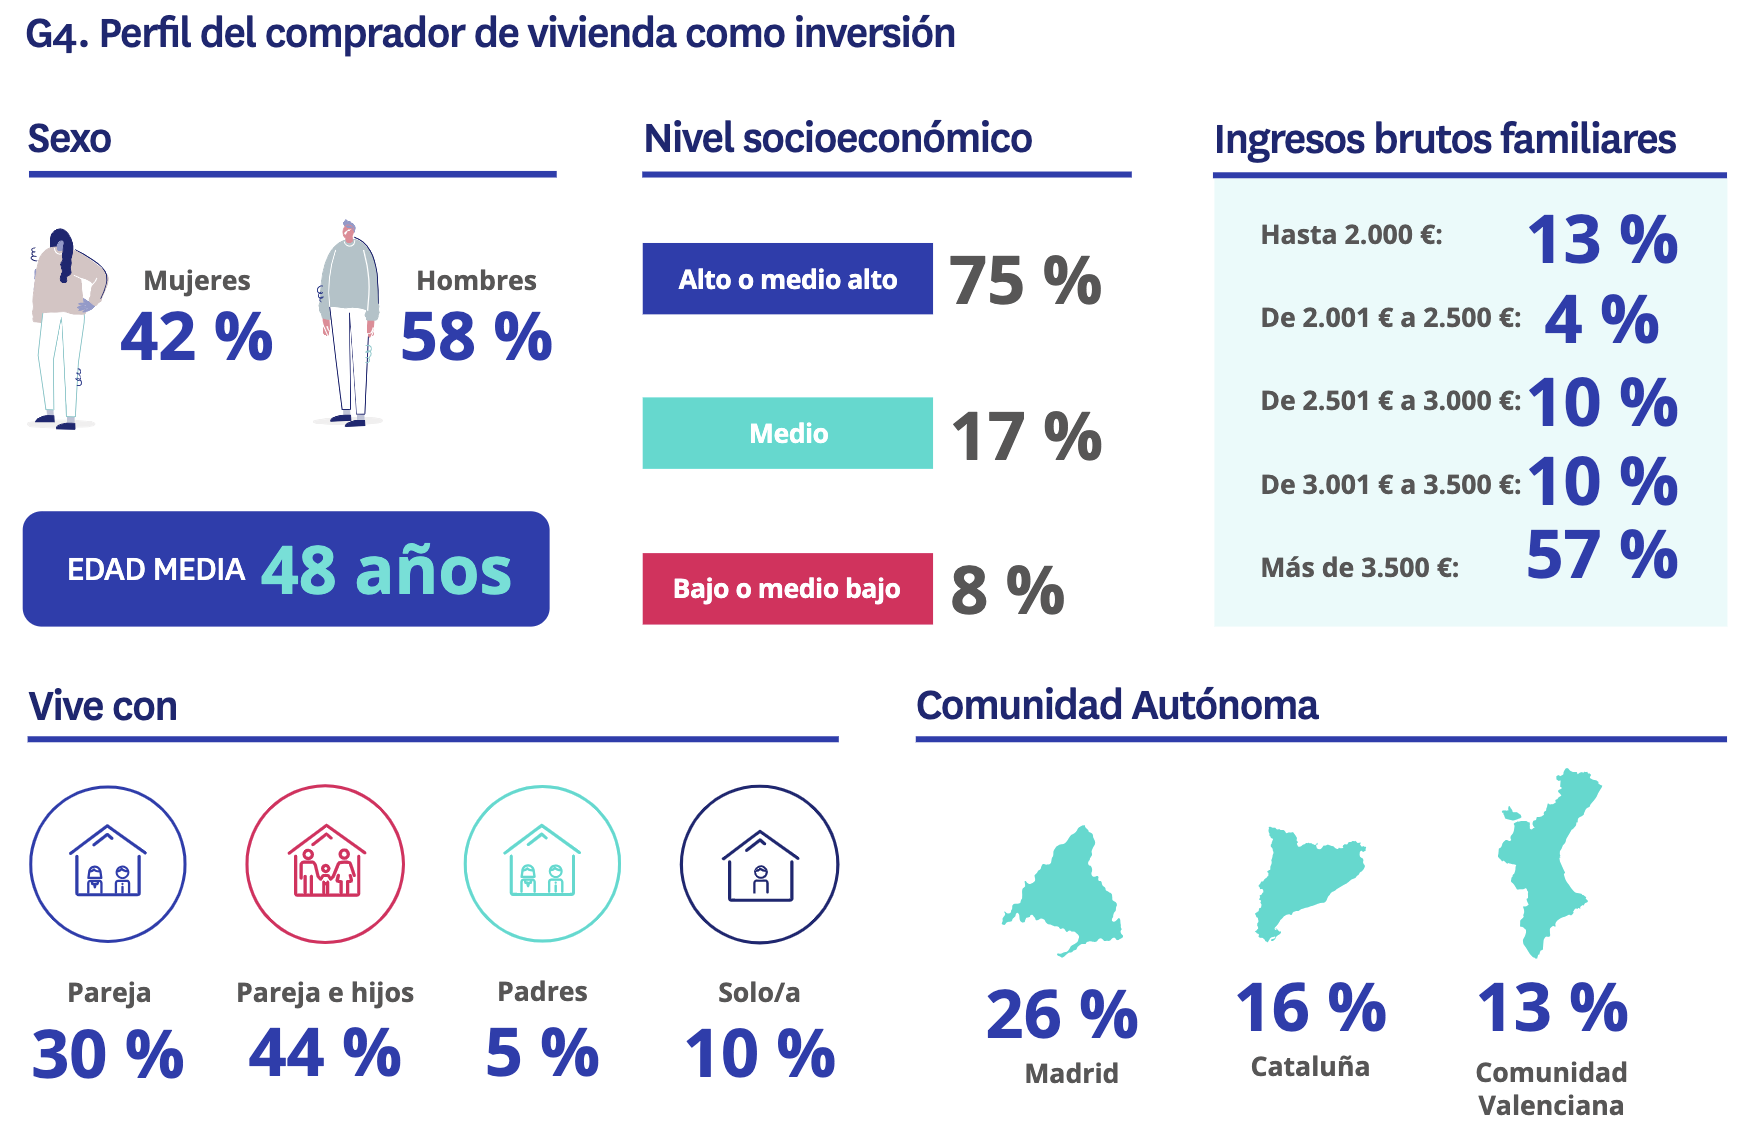 G4. Perfil del comprador de vivienda como inversión
Sexo
Mujeres
42 %
Hombres
58 %
EDAD MEDIA 48 años
Nivel socioeconómico
Alto o medio alto 75 %
Medio 17 %
Bajo o medio bajo 8 %
Ingresos brutos familiares
Hasta 2.000 €: 13 %
De 2.001 € a 2.500 €: 4 %
De 2.501 € a 3.000 €: 10 %
De 3.001 € a 3.500 €: 10 %
Más de 3.500 €: 57 %
Vive con
Pareja
30 %
Pareja e hijos
44 %
Padres
5 %
Solo/a
10 %
Comunidad Autónoma
26 %
Madrid
16 %
Cataluña
13 %
Comunidad
Valenciana